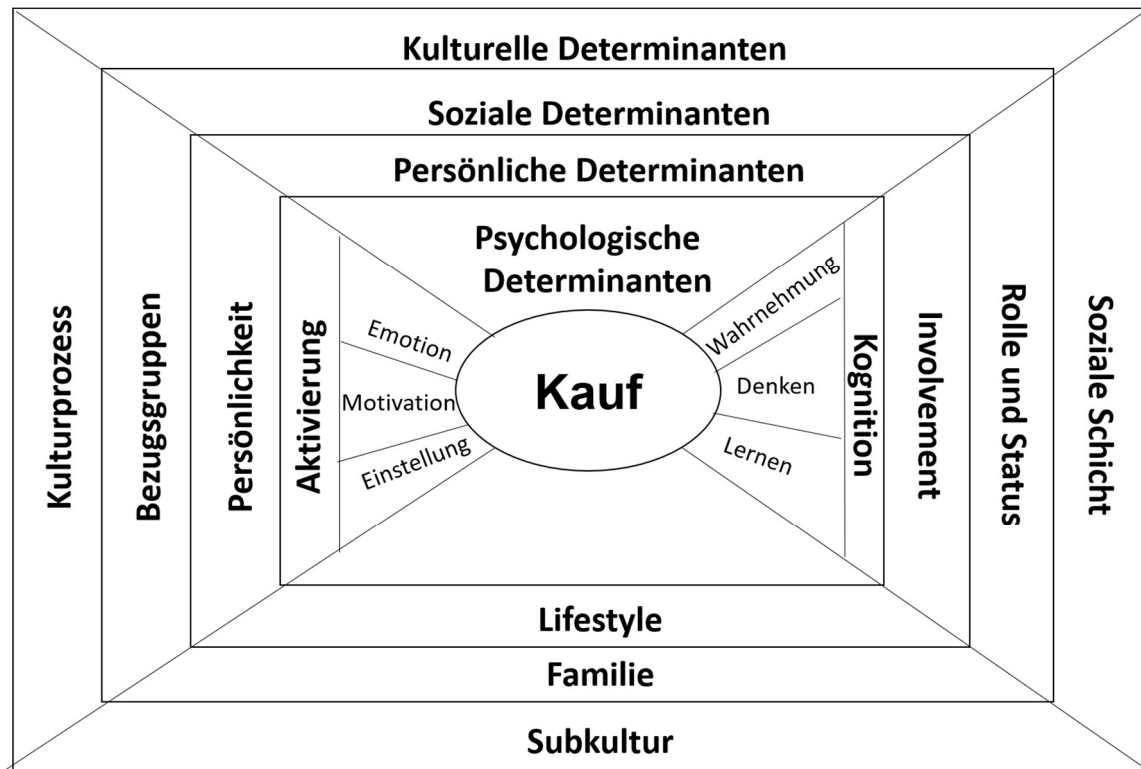 Kulturelle Determinanten
Soziale Determinanten
Persönliche Determinanten
Psychologische
Determinanten
Kulturprozess
Bezugsgruppen
Persönlichkeit
Aktivierung
Emotion
Motivation
Einstellung
Kauf
Wahrnehmung
Denken
Lernen
Kognition
Involvement
Rolle und Status
Soziale Schicht
Lifestyle
Familie
Subkultur